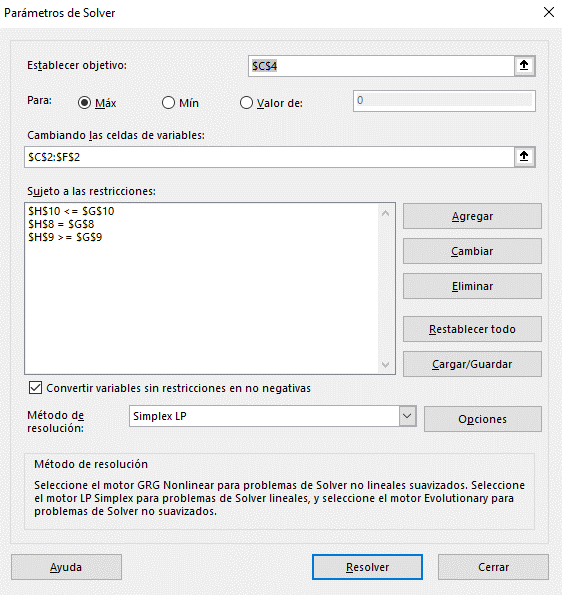 Parámetros de Solver
Establecer objetivo:
$C$4
Para:
Máx
Mín
Valor de:
0
Cambiando las celdas de variables:
$C$2:$F$2
Sujeto a las restricciones:
$H$10 <= $G$10
$H$8 = $G$8
$H$9 >= $G$9
Agregar
Cambiar
Eliminar
Restablecer todo
Cargar/Guardar
Convertir variables sin restricciones en no negativas
Método de
resolución:
Simplex LP
Opciones
Método de resolución
Seleccione el motor GRG Nonlinear para problemas de Solver no lineales suavizados. Seleccione
el motor LP Simplex para problemas de Solver lineales, y seleccione el motor Evolutionary para
problemas de Solver no suavizados.
Ayuda
Resolver
Cerrar